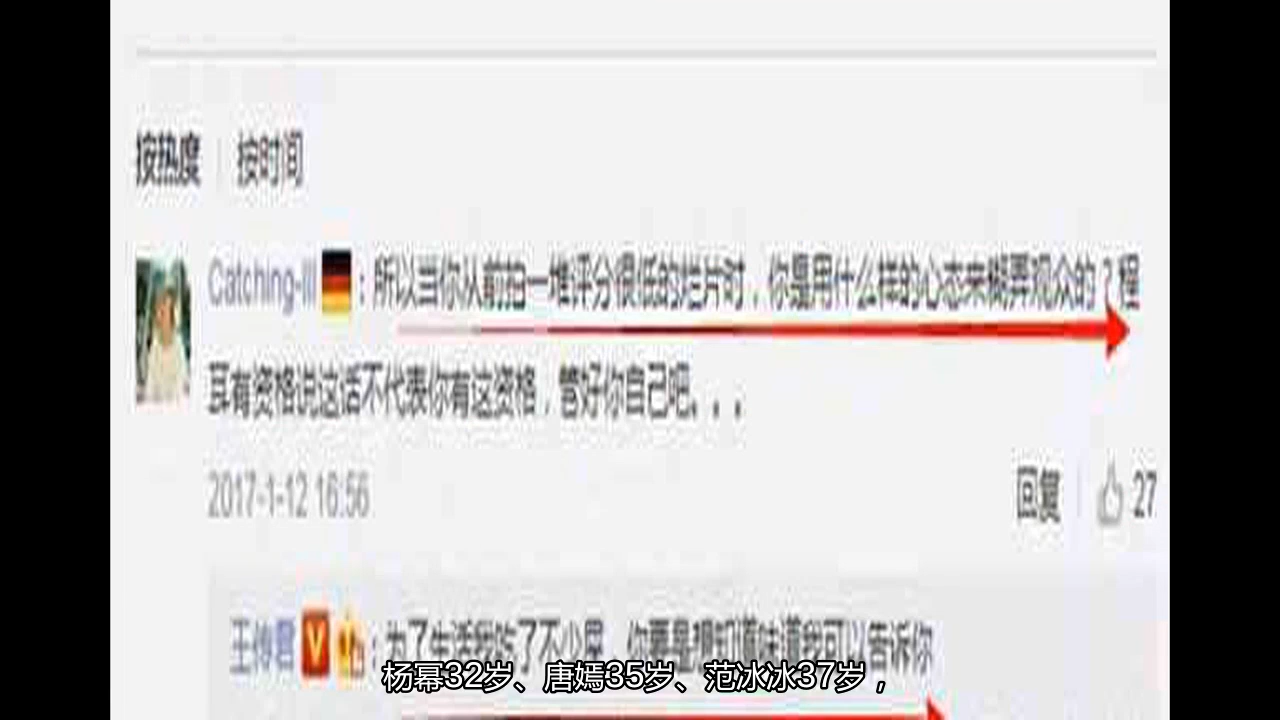 按热度 按时间
Catching-Ill : 所以当你从前拍一堆评分很低的烂片时，你是用什么样的心态来糊弄观众的？程
耳有资格说这话不代表你有这资格，管好你自己吧。。。
2017-1-12 16:56
回复 27
王传君 V : 为了生活我吃了不少屎，你要是想知道味道我可以告诉你
杨幂32岁、唐嫣35岁、范冰冰37岁，